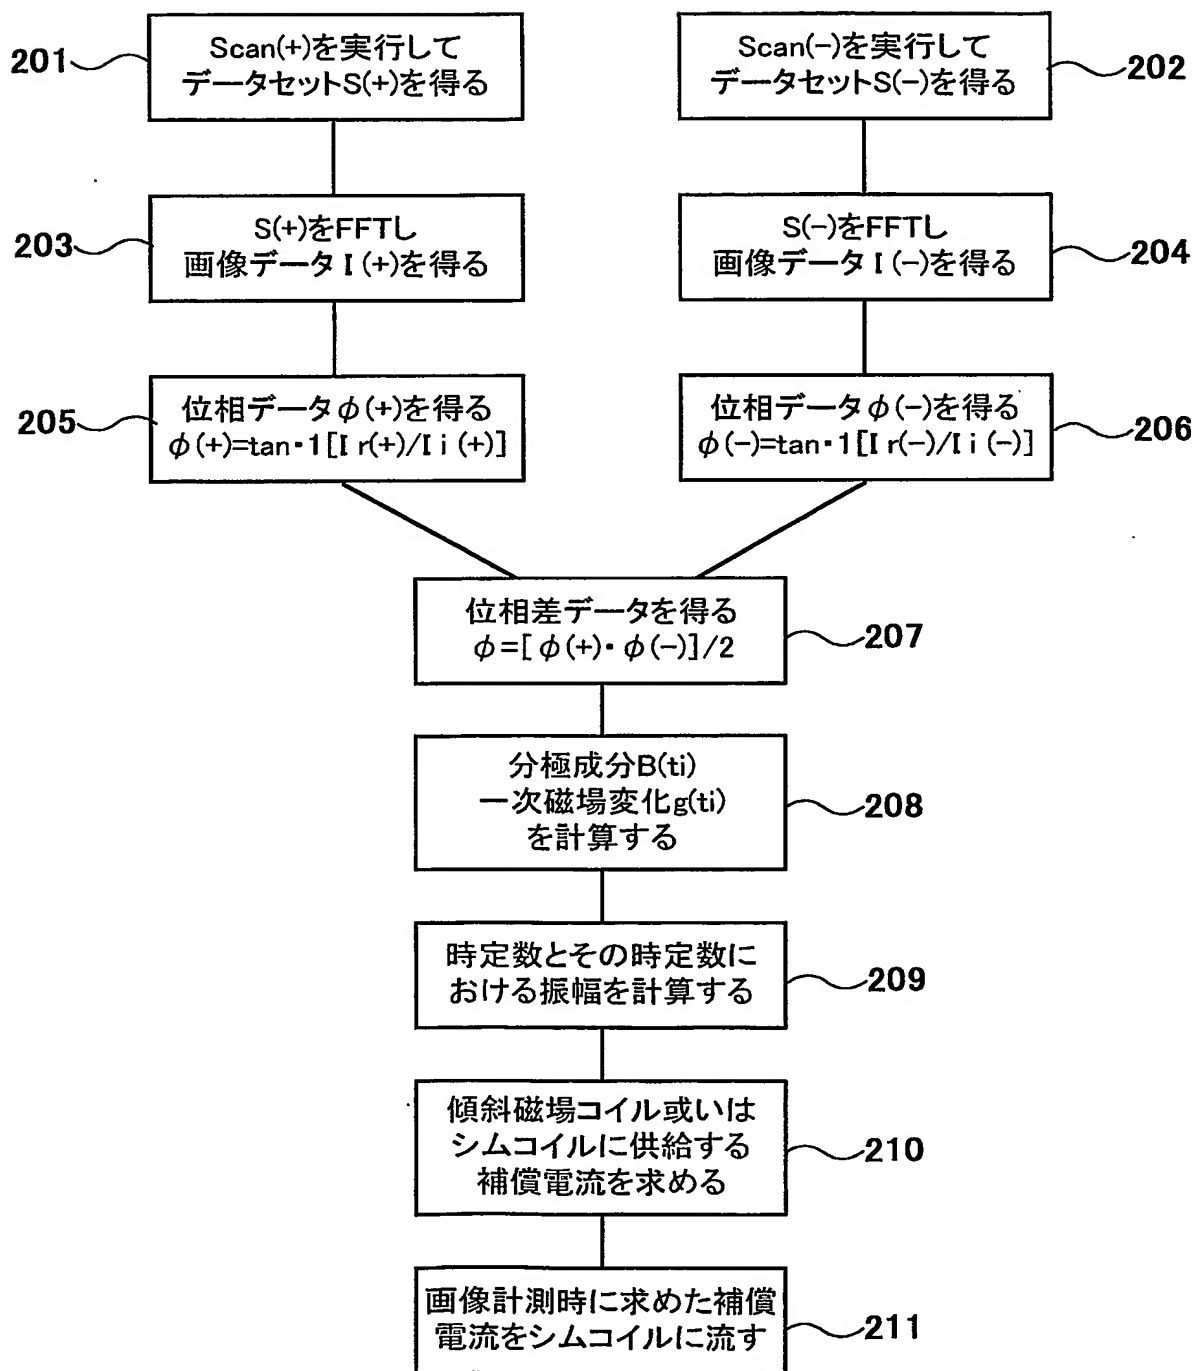 201
Scan(+)を実行して
データセットS(+)を得る
Scan(−)を実行して
データセットS(−)を得る
202
203
S(+)をFFTし
画像データI(+)を得る
S(−)をFFTし
画像データI(−)を得る
204
205
位相データφ(+)を得る
φ(+)=tan・1[Ir(+)/Ii(+)]
位相データφ(−)を得る
φ(−)=tan・1[Ir(−)/Ii(−)]
206
位相差データを得る
φ=[φ(+)・φ(−)]/2
207
分極成分B(ti)
一次磁場変化g(ti)
を計算する
208
時定数とその時定数に
おける振幅を計算する
209
傾斜磁場コイル或いは
シムコイルに供給する
補償電流を求める
210
画像計測時に求めた補償
電流をシムコイルに流す
211